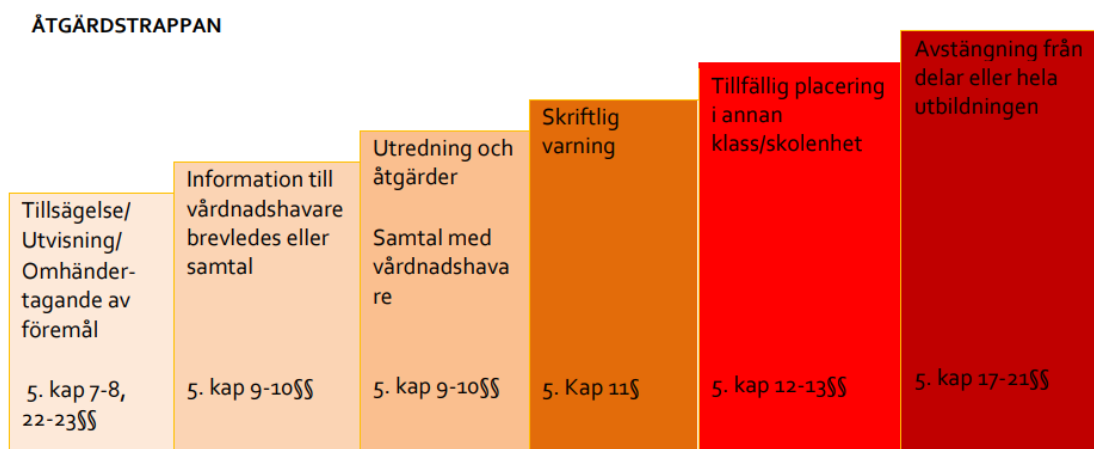 ÅTGÄRDSTRAPPAN
Tillsägelse/
Utvisning/
Omhänder-
tagande av
föremål
5. kap 7-8,
22-23§§
Information till
vårdnadshavare
brevledes eller
samtal
5. kap 9-10§§
Utredning och
åtgärder
Samtal med
vårdnadshava
re
5. kap 9-10§§
Skriftlig
varning
5. Kap 11§
Tillfällig placering
i annan
klass/skolenhet
5. kap 12-13§§
Avstängning från
delar eller hela
utbildningen
5. kap 17-21§§